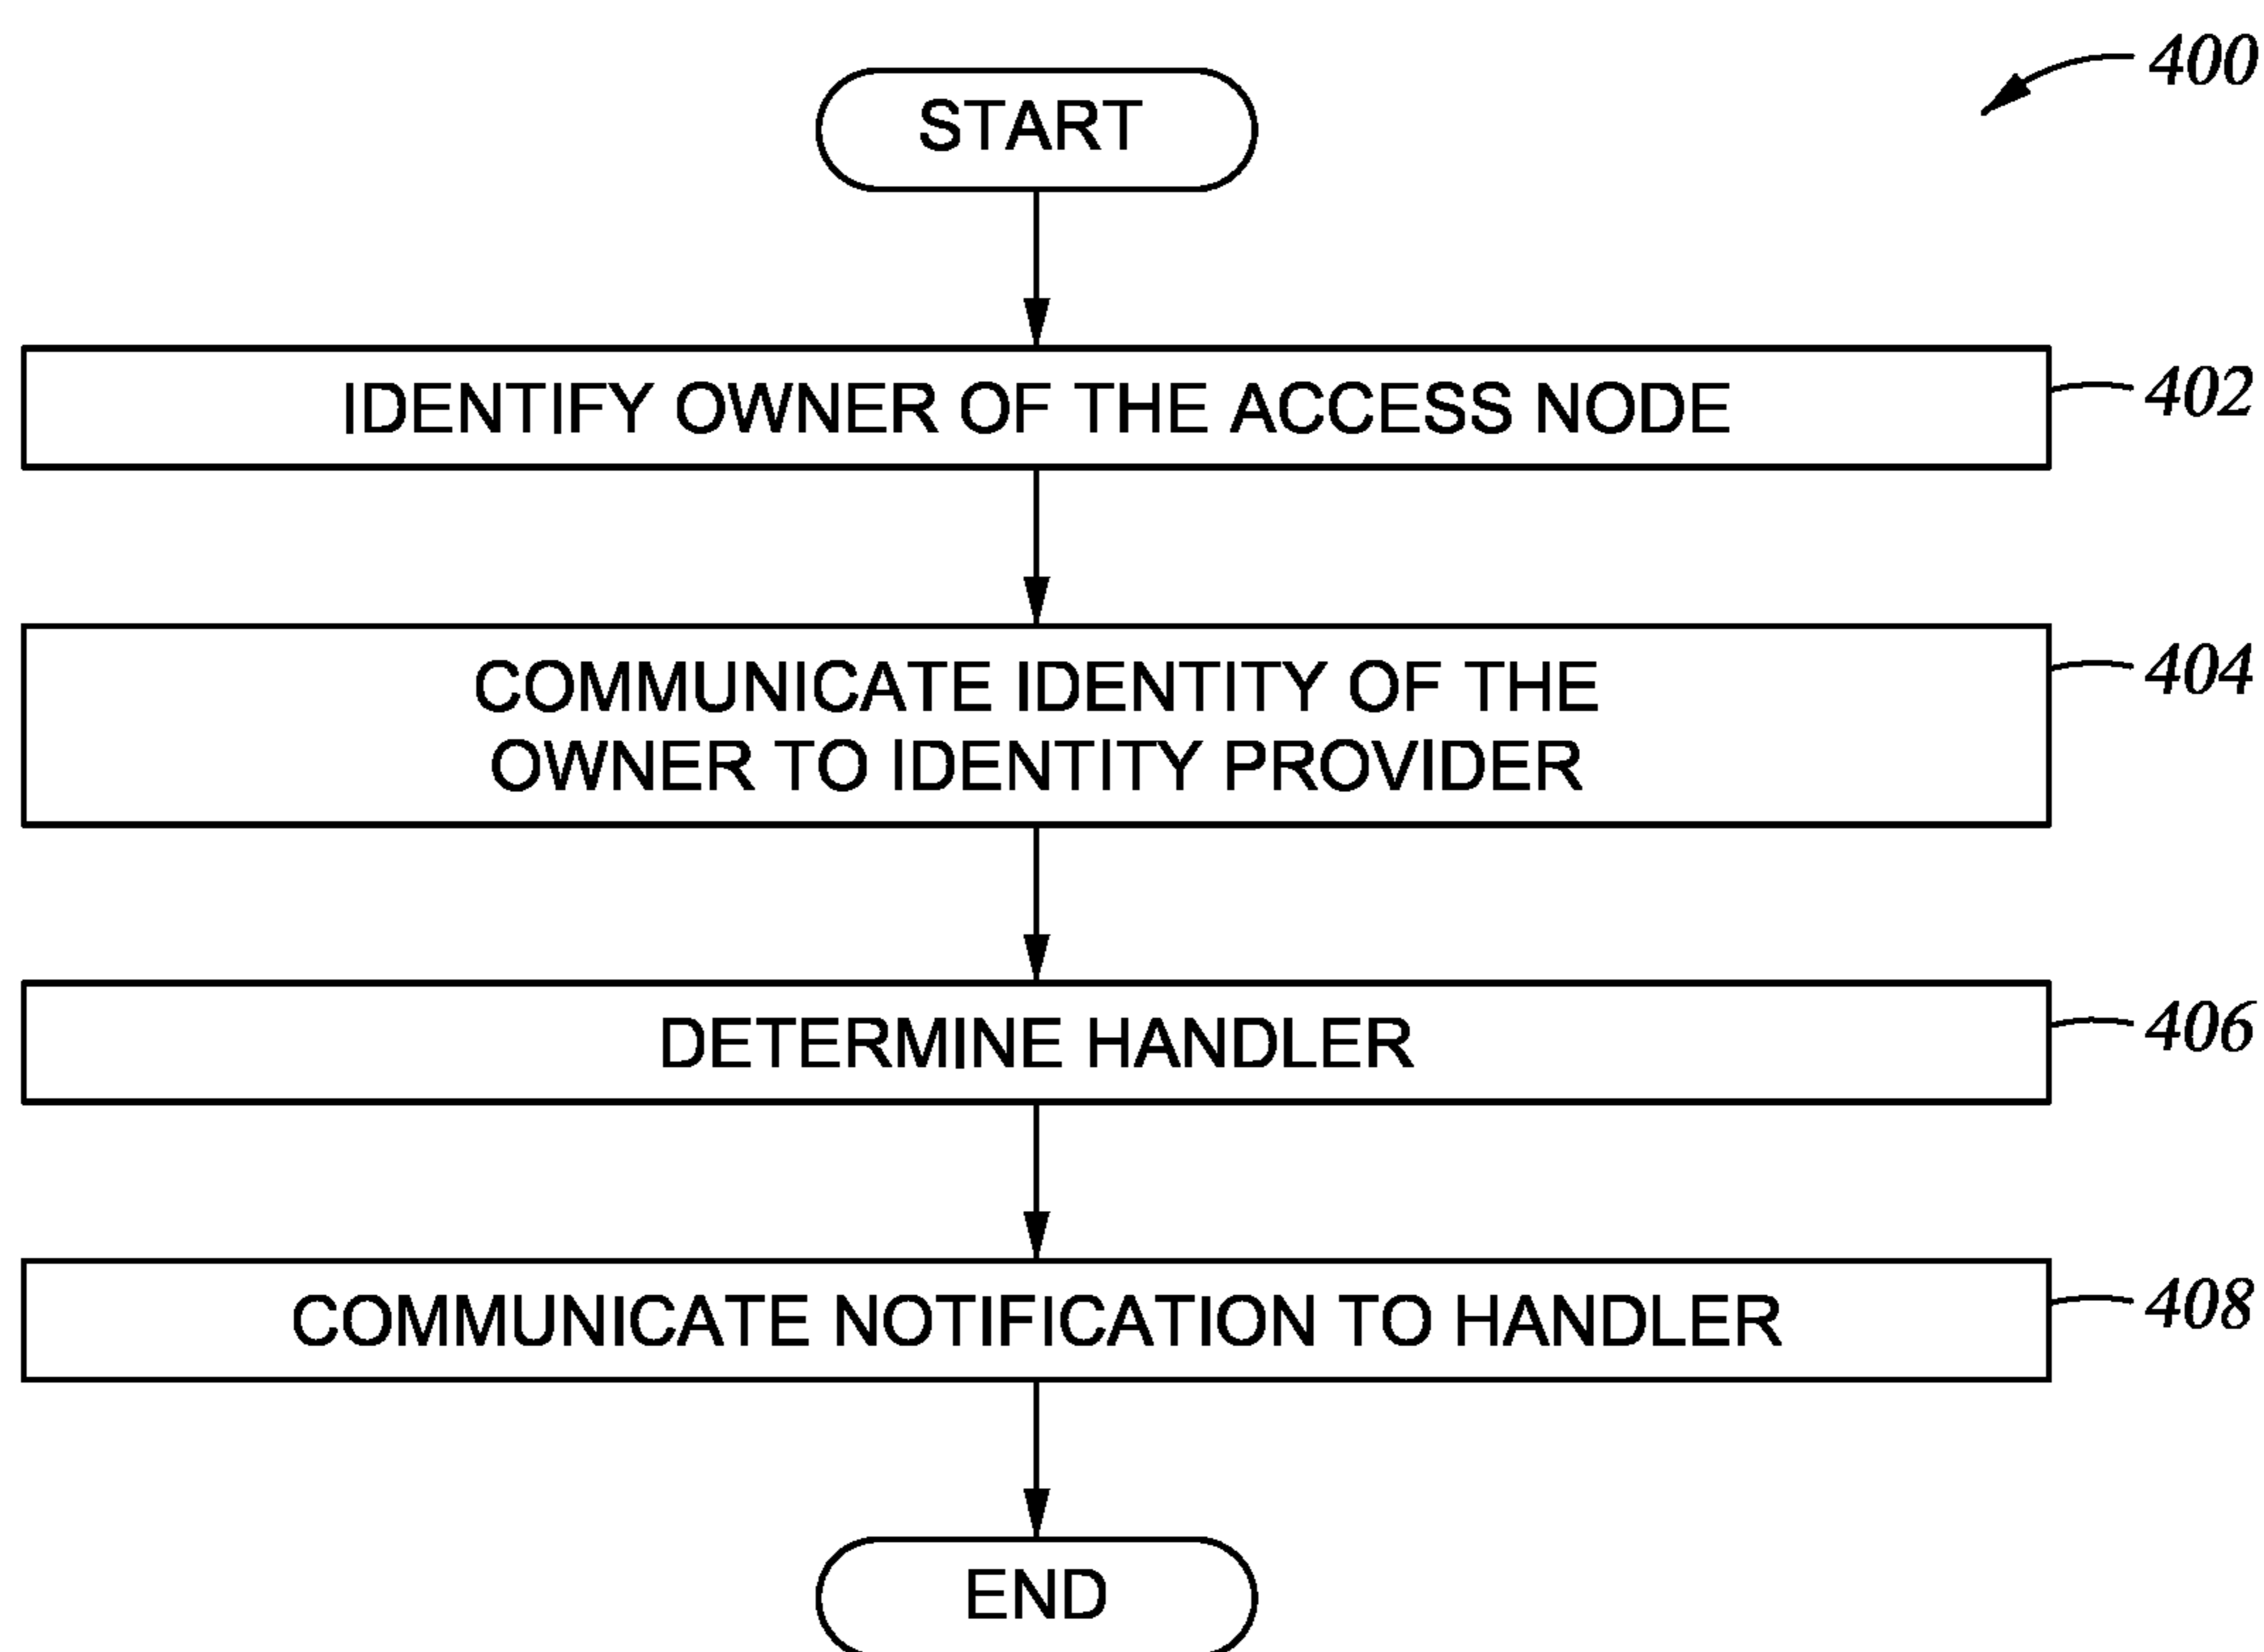 400
START
IDENTIFY OWNER OF THE ACCESS NODE
402
COMMUNICATE IDENTITY OF THE
OWNER TO IDENTITY PROVIDER
404
DETERMINE HANDLER
406
COMMUNICATE NOTIFICATION TO HANDLER
408
END